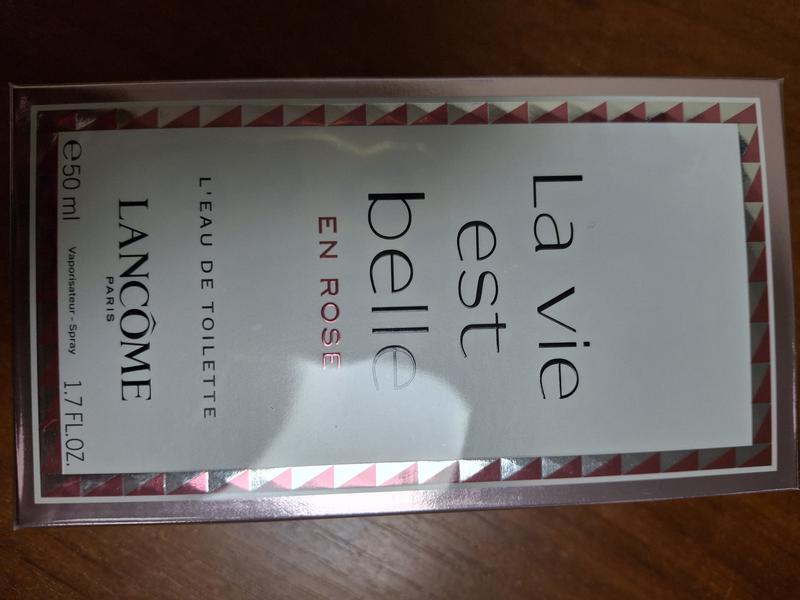 La vie
est
belle
EN ROSE
L'EAU DE TOILETTE
LANCÔME
PARIS
℮50 ml Vaporisateur - Spray 1.7 FL.OZ.